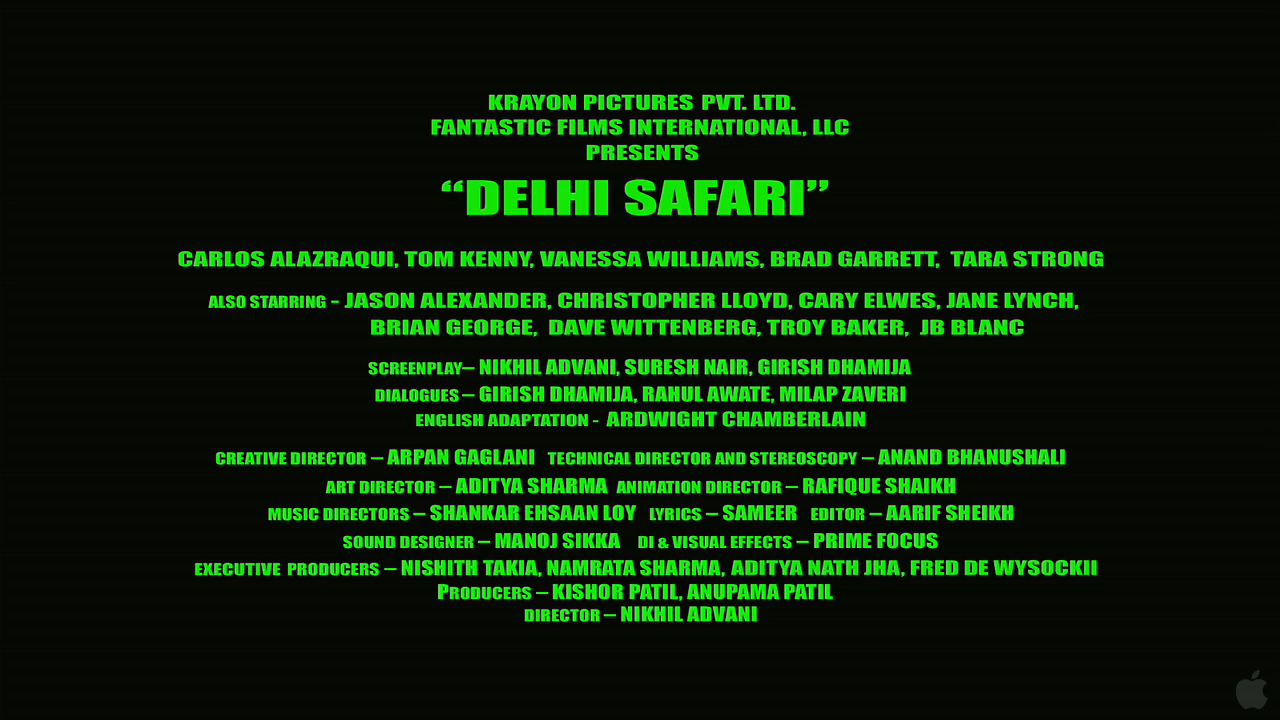 KRAYON PICTURES PVT. LTD.
FANTASTIC FILMS INTERNATIONAL, LLC
PRESENTS
“DELHI SAFARI”
CARLOS ALAZRAQUI, TOM KENNY, VANESSA WILLIAMS, BRAD GARRETT, TARA STRONG
ALSO STARRING - JASON ALEXANDER, CHRISTOPHER LLOYD, CARY ELWES, JANE LYNCH,
BRIAN GEORGE, DAVE WITTENBERG, TROY BAKER, JB BLANC
SCREENPLAY– NIKHIL ADVANI, SURESH NAIR, GIRISH DHAMIJA
DIALOGUES – GIRISH DHAMIJA, RAHUL AWATE, MILAP ZAVERI
ENGLISH ADAPTATION - ARDWIGHT CHAMBERLAIN
CREATIVE DIRECTOR – ARPAN GAGLANI TECHNICAL DIRECTOR AND STEREOSCOPY – ANAND BHANUSHALI
ART DIRECTOR – ADITYA SHARMA ANIMATION DIRECTOR – RAFIQUE SHAIKH
MUSIC DIRECTORS – SHANKAR EHSAAN LOY LYRICS – SAMEER EDITOR – AARIF SHEIKH
SOUND DESIGNER – MANOJ SIKKA DI & VISUAL EFFECTS – PRIME FOCUS
EXECUTIVE PRODUCERS – NISHITH TAKIA, NAMRATA SHARMA, ADITYA NATH JHA, FRED DE WYSOCKII
PRODUCERS – KISHOR PATIL, ANUPAMA PATIL
DIRECTOR – NIKHIL ADVANI